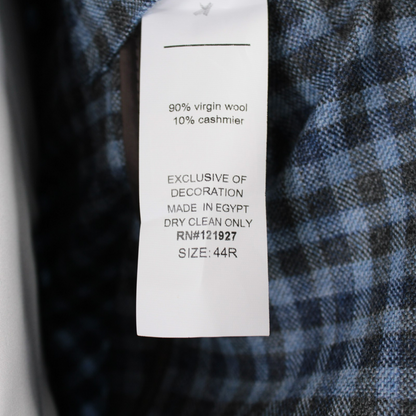 90% virgin wool
10% cashmier
EXCLUSIVE OF
DECORATION
MADE IN EGYPT
DRY CLEAN ONLY
RN#121927
SIZE: 44R